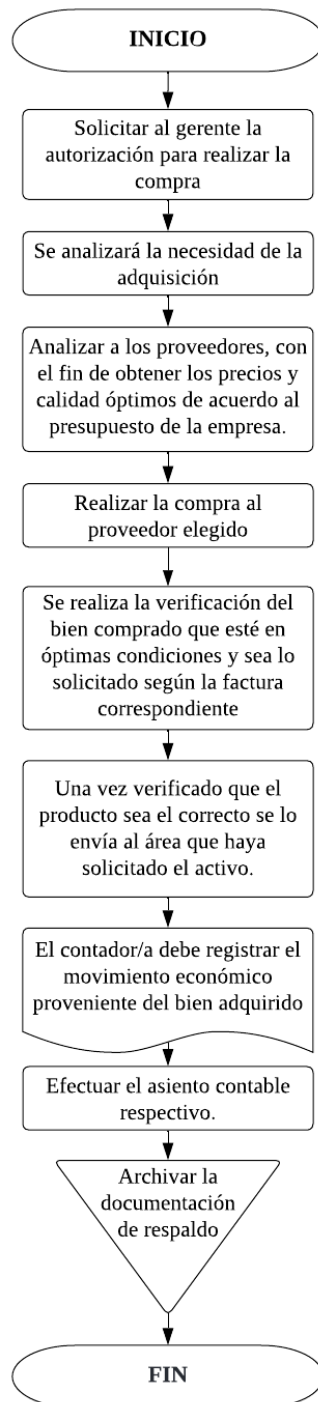 INICIO
Solicitar al gerente la
autorización para realizar la
compra
Se analizará la necesidad de la
adquisición
Analizar a los proveedores, con
el fin de obtener los precios y
calidad óptimos de acuerdo al
presupuesto de la empresa.
Realizar la compra al
proveedor elegido
Se realiza la verificación del
bien comprado que esté en
óptimas condiciones y sea lo
solicitado según la factura
correspondiente
Una vez verificado que el
producto sea el correcto se lo
envía al área que haya
solicitado el activo.
El contador/a debe registrar el
movimiento económico
proveniente del bien adquirido
Efectuar el asiento contable
respectivo.
Archivar la
documentación
de respaldo
FIN